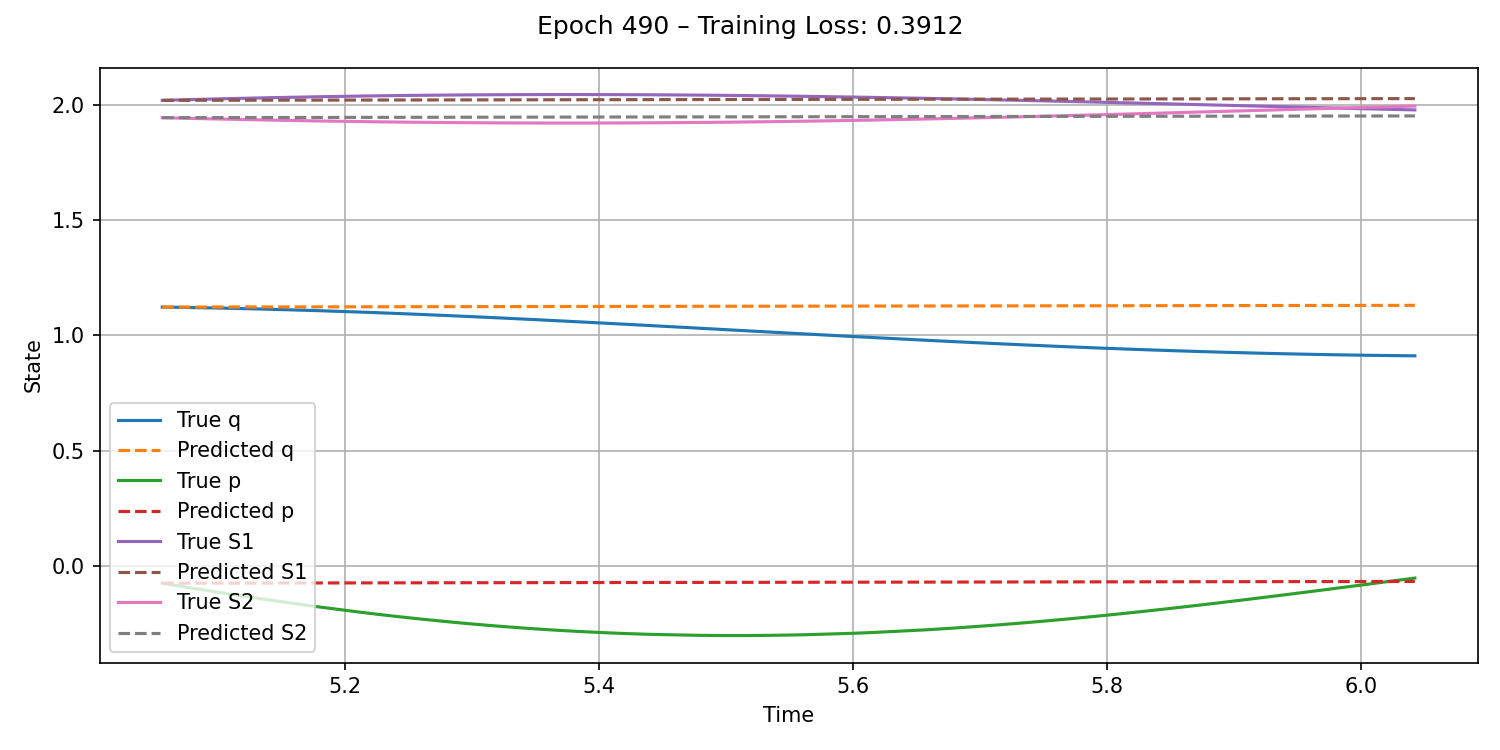 Epoch 490 – Training Loss: 0.3912
State
2.0
1.5
1.0
0.5
0.0
True q
Predicted q
True p
Predicted p
True S1
Predicted S1
True S2
Predicted S2
5.2 5.4 5.6 5.8 6.0
Time